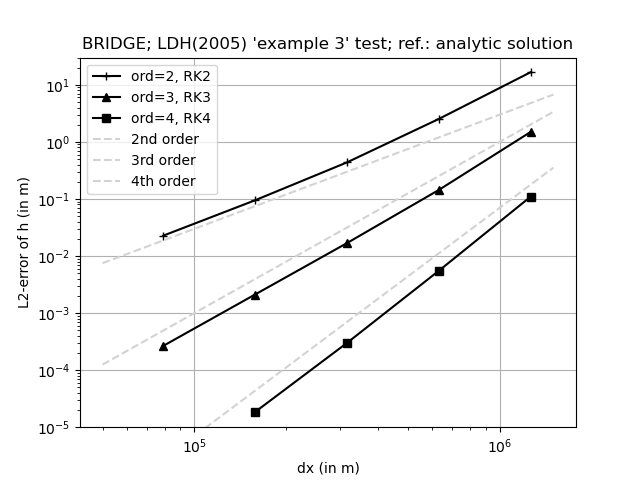 BRIDGE; LDH(2005) 'example 3' test; ref.: analytic solution
ord=2, RK2
ord=3, RK3
ord=4, RK4
2nd order
3rd order
4th order
L2-error of h (in m)
10¹
10⁰
10⁻¹
10⁻²
10⁻³
10⁻⁴
10⁻⁵
10⁵
10⁶
dx (in m)